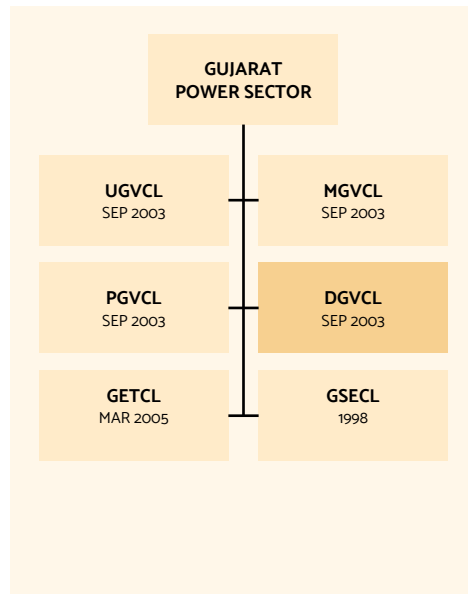 GUJARAT
POWER SECTOR
UGVCL
SEP 2003
MGVCL
SEP 2003
PGVCL
SEP 2003
DGVCL
SEP 2003
GETCL
MAR 2005
GSECL
1998